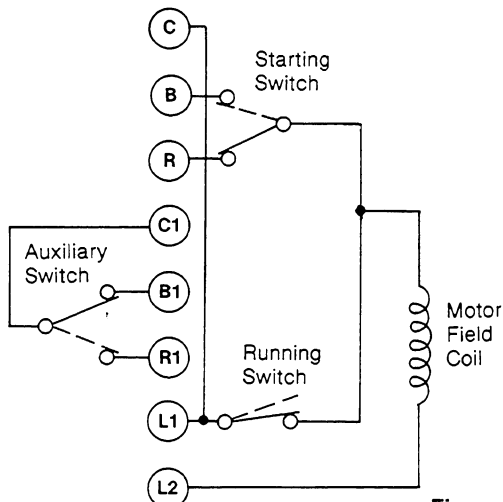 C
Starting
Switch
B
R
C1
Auxiliary
Switch
B1
R1
Motor
Field
Coil
Running
Switch
L1
L2